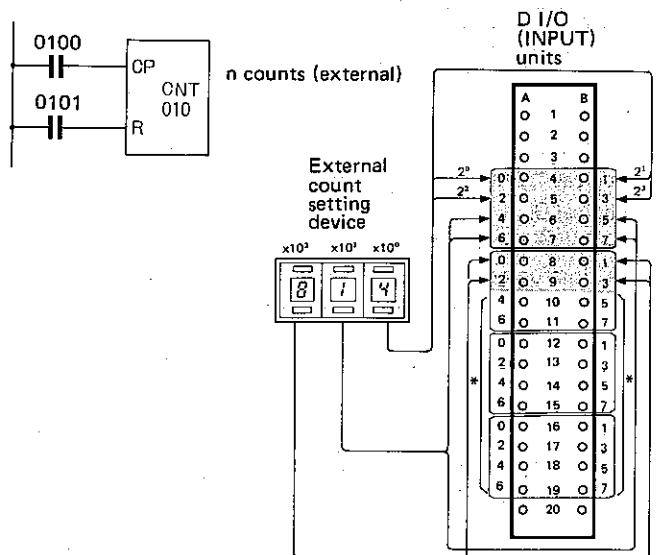 0100
CP
CNT
010
n counts (external)
0101
R
D I/O
(INPUT)
units
A B
1
2
3
2⁰ 0 4 1 2¹
2² 2 5 3 2³
4 6 5
6 7 7
0 8 1
2 9 3
4 10 5
6 11 7
0 12 1
2 13 3
4 14 5
6 15 7
0 16 1
2 17 3
4 18 5
6 19 7
20
* *
External
count
setting
device
x10¹ x10⁰
8 1 4